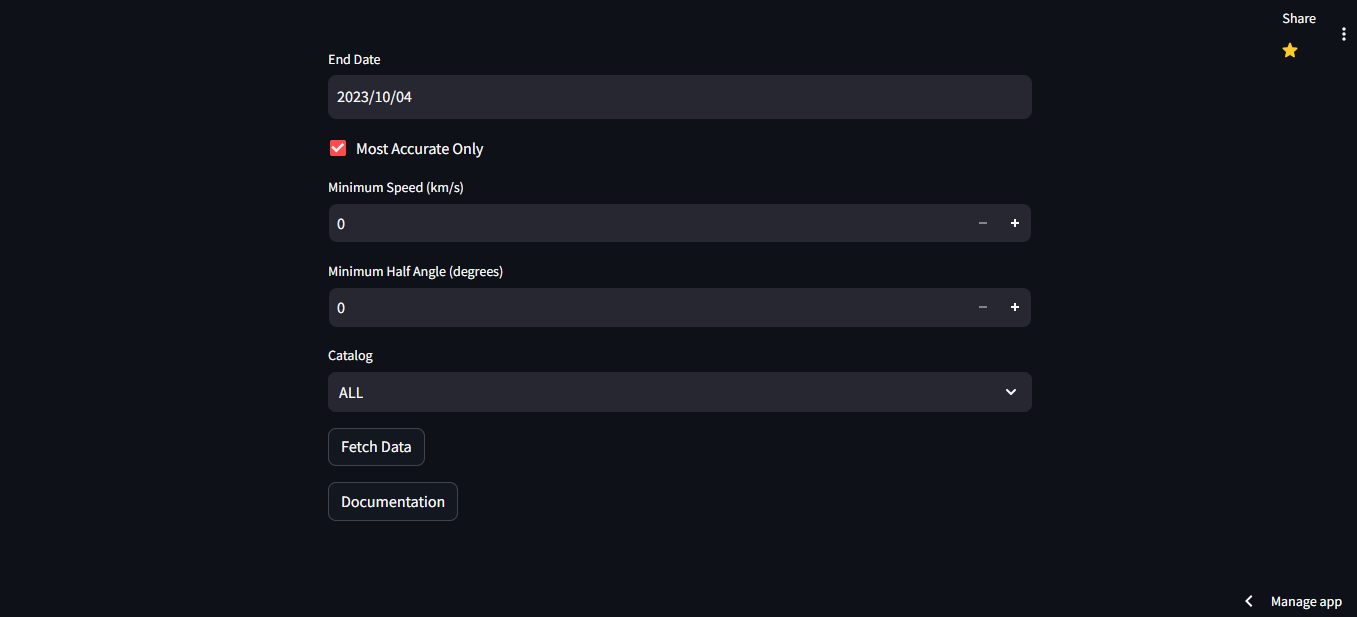 Share
End Date
2023/10/04
Most Accurate Only
Minimum Speed (km/s)
0
Minimum Half Angle (degrees)
0
Catalog
ALL
Fetch Data
Documentation
Manage app